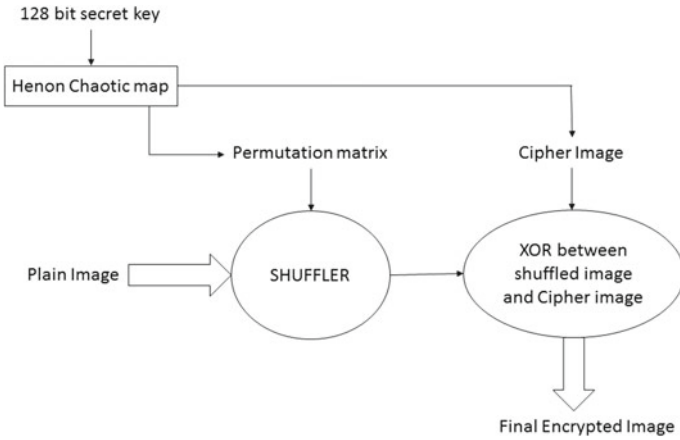 128 bit secret key
Henon Chaotic map
Permutation matrix
Cipher Image
Plain Image
SHUFFLER
XOR between
shuffled image
and Cipher image
Final Encrypted Image